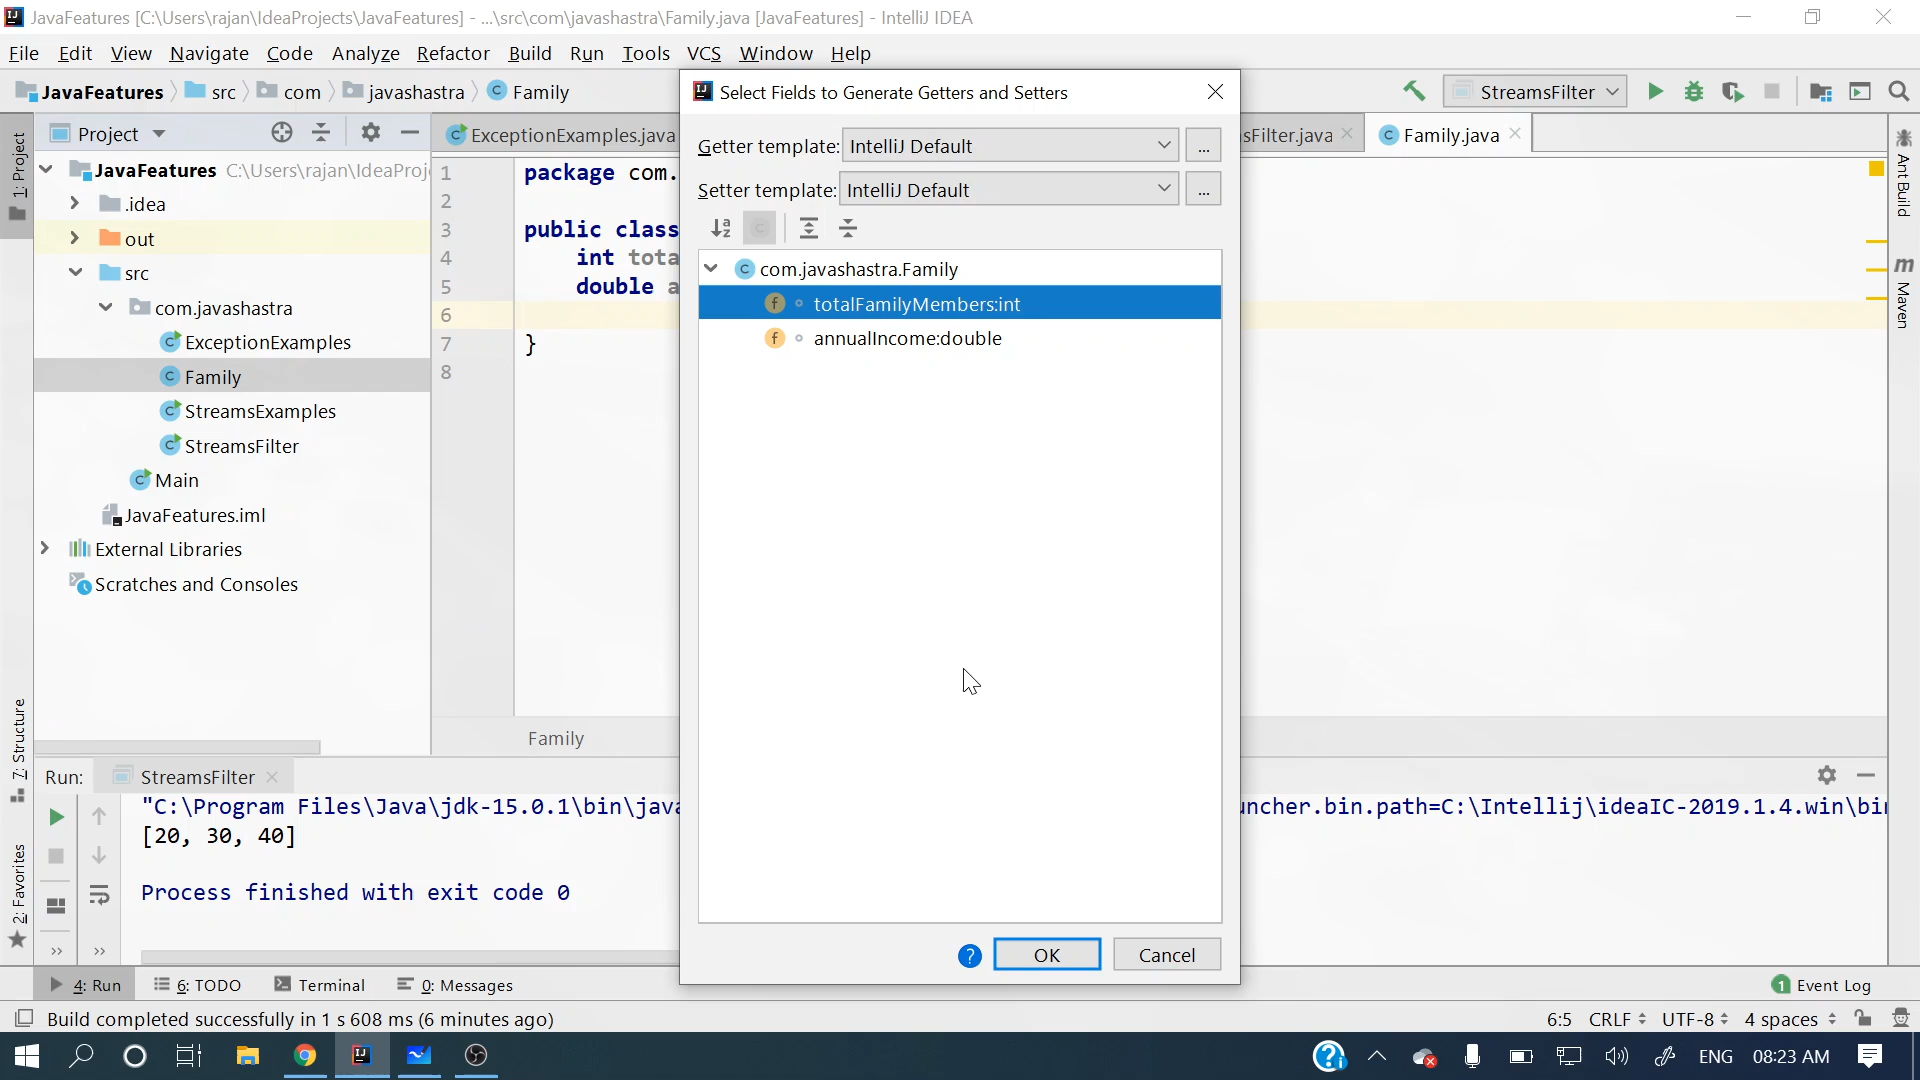 JavaFeatures [C:\Users\rajan\IdeaProjects\JavaFeatures] - ...\src\com\javashastra\Family.java [JavaFeatures] - IntelliJ IDEA
File Edit View Navigate Code Analyze Refactor Build Run Tools VCS Window Help
JavaFeatures src com javashastra Family
StreamsFilter
Project
ExceptionExamples.java
sFilter.java
Family.java
1: Project
7: Structure
2: Favorites
JavaFeatures C:\Users\rajan\IdeaProj
.idea
out
src
com.javashastra
ExceptionExamples
Family
StreamsExamples
StreamsFilter
Main
JavaFeatures.iml
External Libraries
Scratches and Consoles
1 package com.
2
3 public class
4 int tota
5 double a
6
7 }
8
Family
Select Fields to Generate Getters and Setters
Getter template: IntelliJ Default ...
Setter template: IntelliJ Default ...
com.javashastra.Family
totalFamilyMembers:int
annualIncome:double
? OK Cancel
Ant Build
Maven
Run: StreamsFilter
"C:\Program Files\Java\jdk-15.0.1\bin\java
uncher.bin.path=C:\Intellij\ideaIC-2019.1.4.win\bi
[20, 30, 40]
Process finished with exit code 0
4: Run 6: TODO Terminal 0: Messages
1 Event Log
Build completed successfully in 1 s 608 ms (6 minutes ago)
6:5 CRLF UTF-8 4 spaces
ENG 08:23 AM